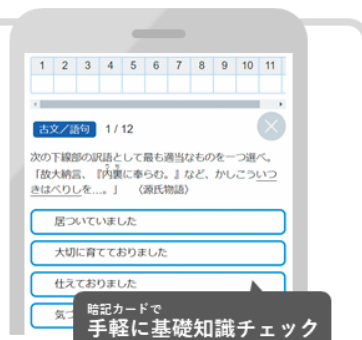 1 2 3 4 5 6 7 8 9 10 11
古文/語句 1/12
次の下線部の訳語として最も適当なものを一つ選べ。
「故大納言、『内裏に奉らむ。』など、かしこういつ
きはべりしを…。」 〈源氏物語〉
居ついていました
大切に育てておりました
仕えておりました
気づ
暗記カードで
手軽に基礎知識チェック